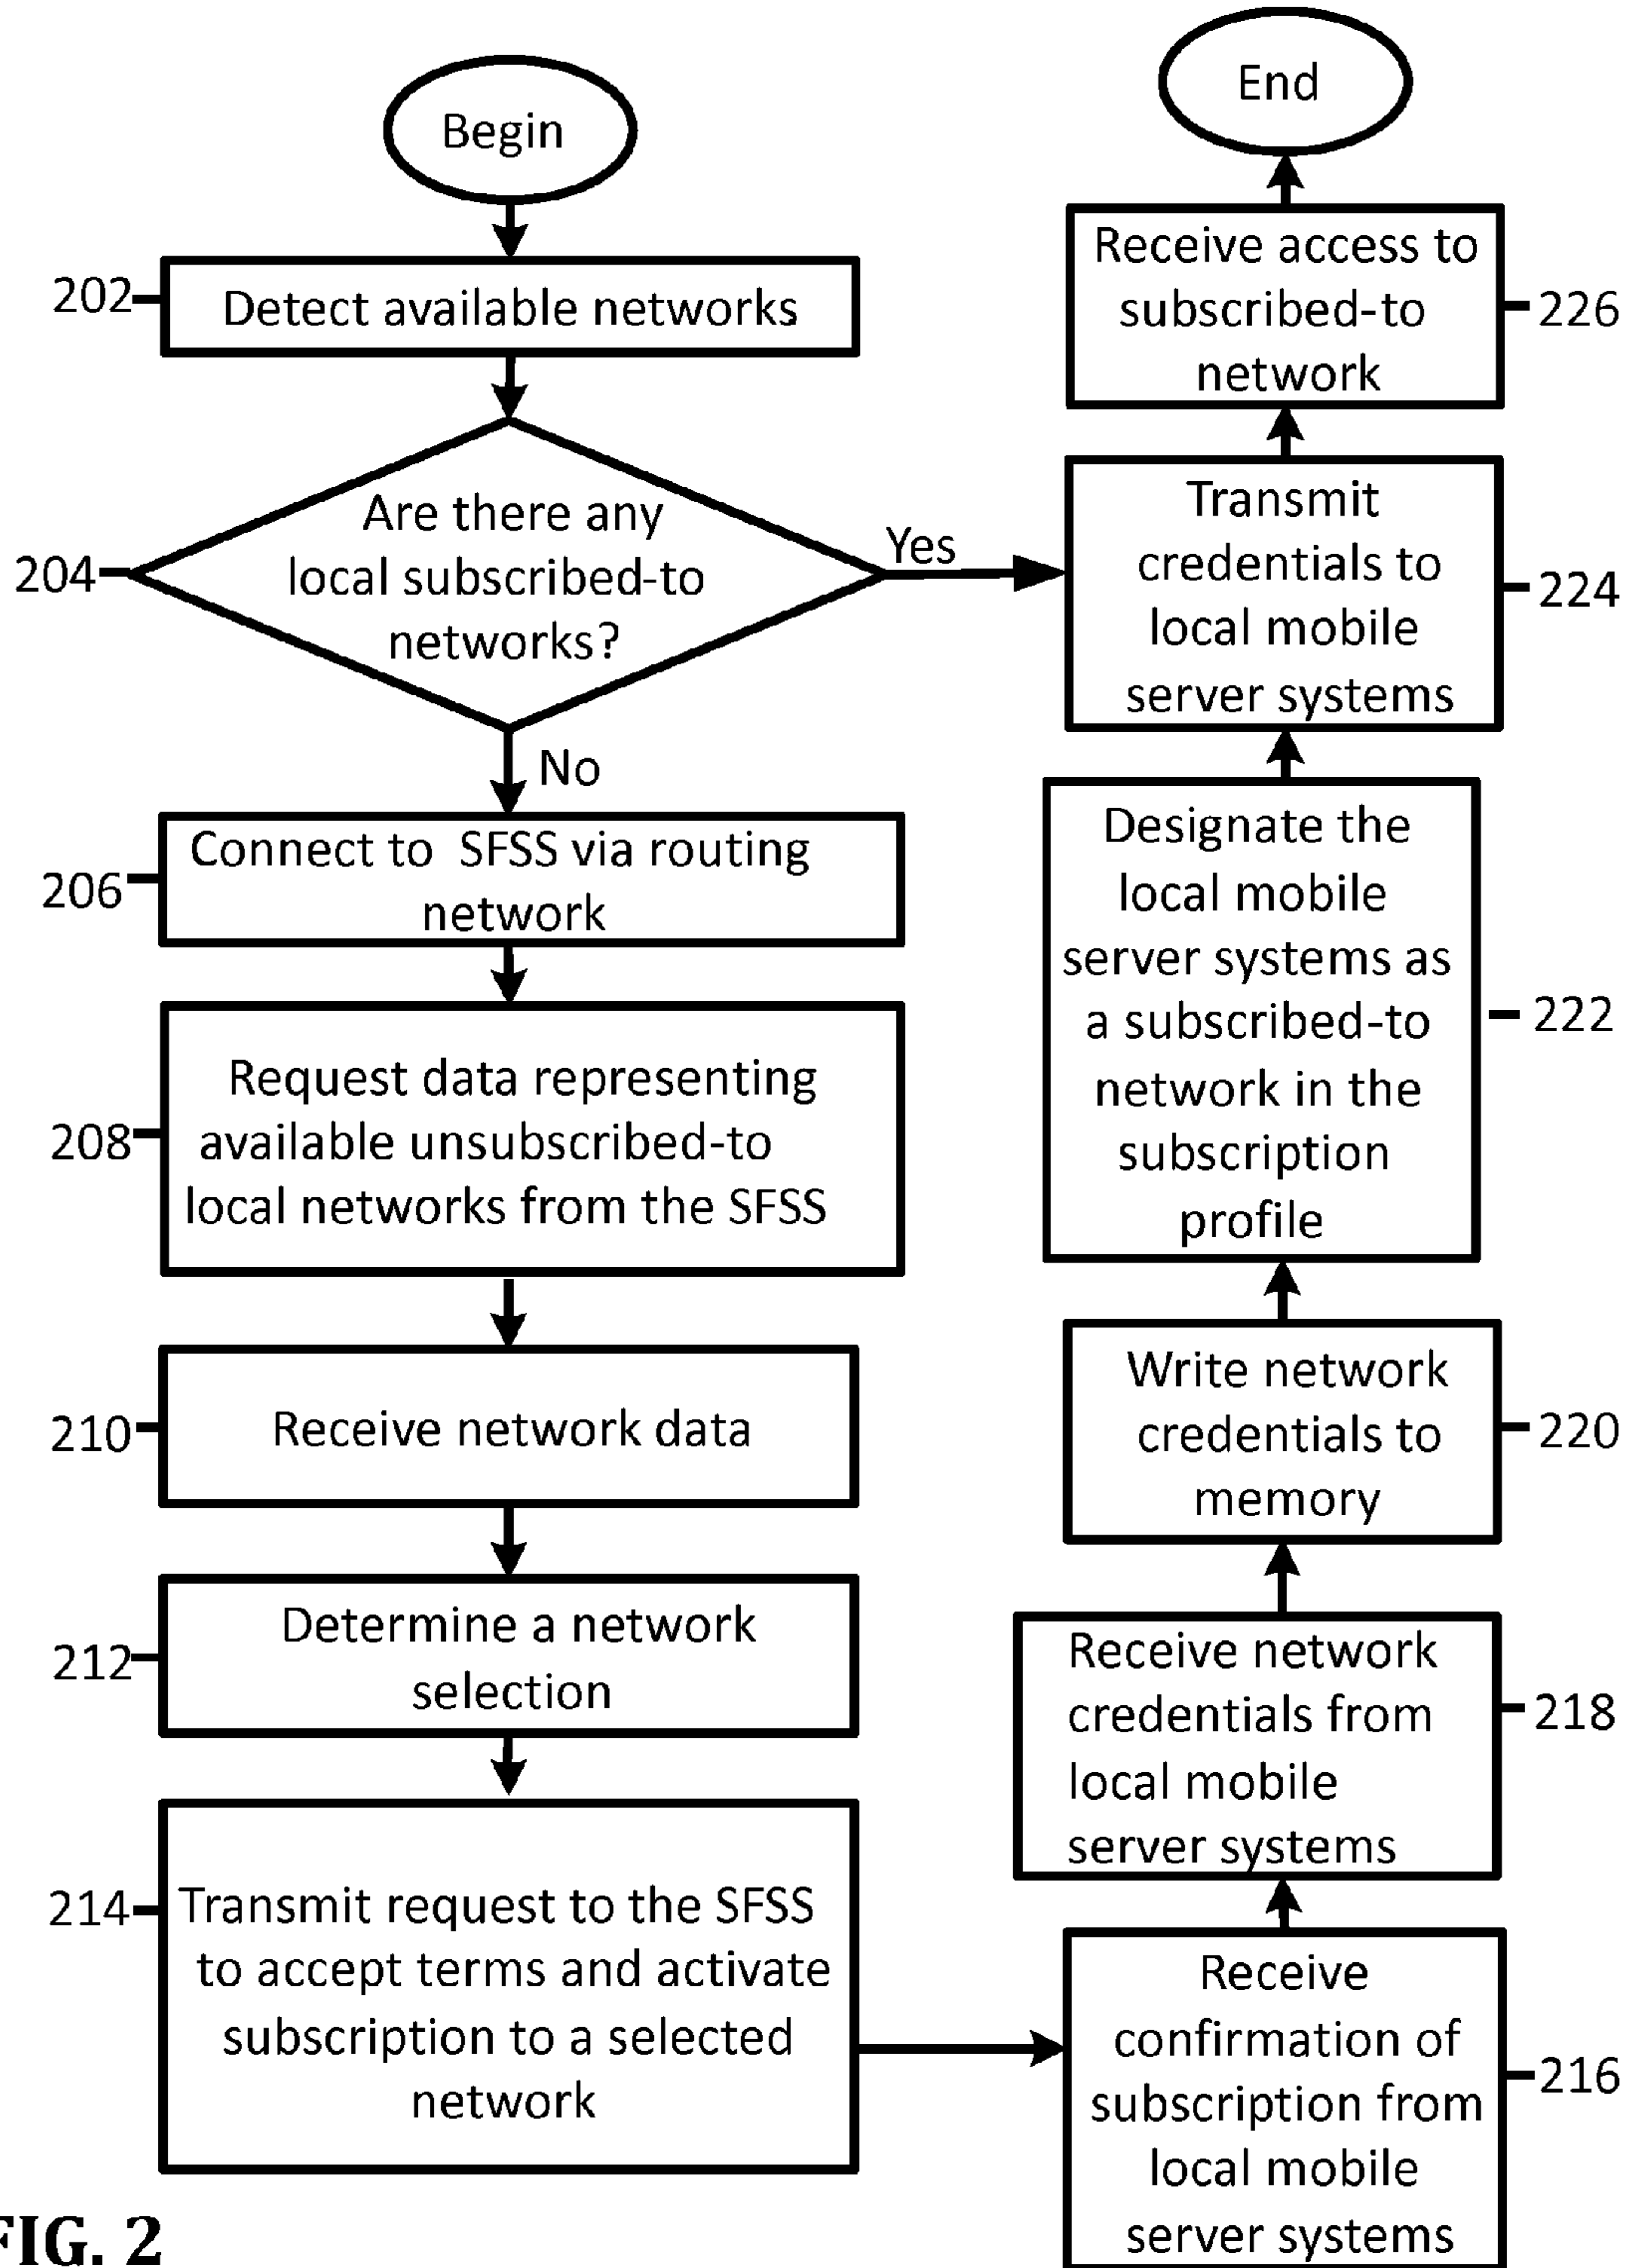 Begin
202
Detect available networks
204
Are there any
local subscribed-to
networks?
Yes
No
206
Connect to SFSS via routing
network
208
Request data representing
available unsubscribed-to
local networks from the SFSS
210
Receive network data
212
Determine a network
selection
214
Transmit request to the SFSS
to accept terms and activate
subscription to a selected
network
Receive
confirmation of
subscription from
local mobile
server systems
216
Receive network
credentials from
local mobile
server systems
218
Write network
credentials to
memory
220
Designate the
local mobile
server systems as
a subscribed-to
network in the
subscription
profile
222
Transmit
credentials to
local mobile
server systems
224
Receive access to
subscribed-to
network
226
End
FIG. 2